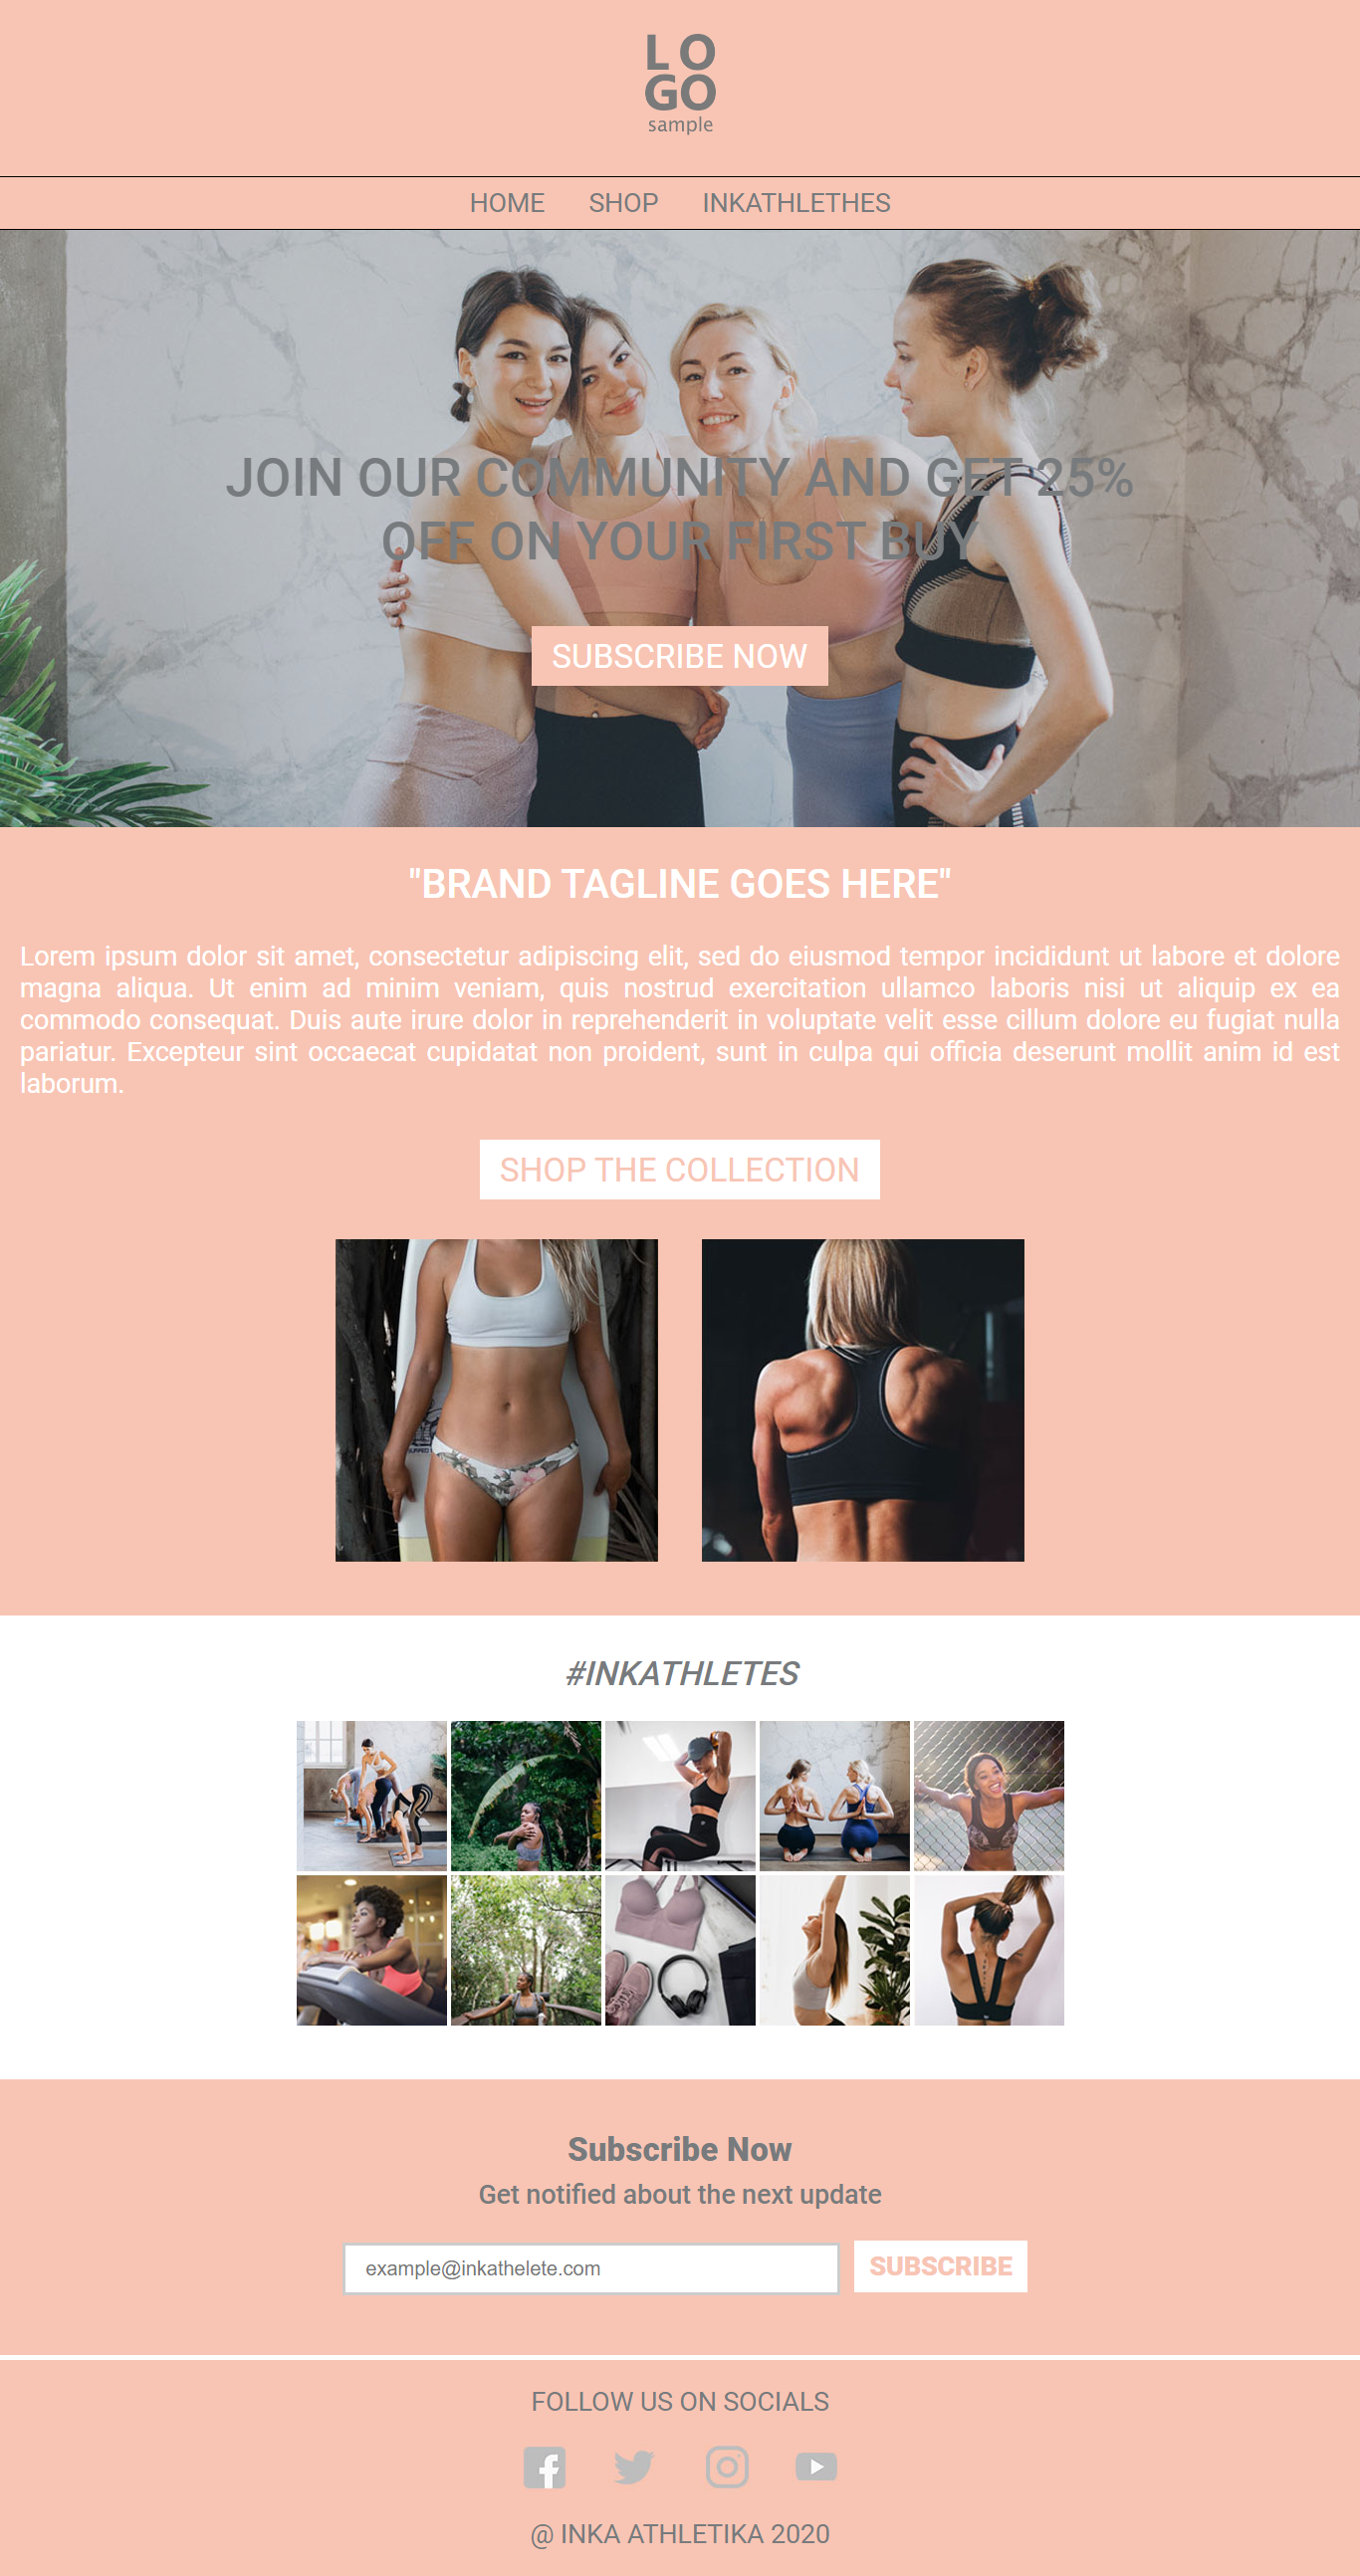 LO
GO
sample
HOME SHOP INKATHLETHES
JOIN OUR COMMUNITY AND GET 25%
OFF ON YOUR FIRST BUY
SUBSCRIBE NOW
"BRAND TAGLINE GOES HERE"
Lorem ipsum dolor sit amet, consectetur adipiscing elit, sed do eiusmod tempor incididunt ut labore et dolore
magna aliqua. Ut enim ad minim veniam, quis nostrud exercitation ullamco laboris nisi ut aliquip ex ea
commodo consequat. Duis aute irure dolor in reprehenderit in voluptate velit esse cillum dolore eu fugiat nulla
pariatur. Excepteur sint occaecat cupidatat non proident, sunt in culpa qui officia deserunt mollit anim id est
laborum.
SHOP THE COLLECTION
#INKATHLETES
Subscribe Now
Get notified about the next update
example@inkathelete.com
SUBSCRIBE
FOLLOW US ON SOCIALS
@ INKA ATHLETIKA 2020